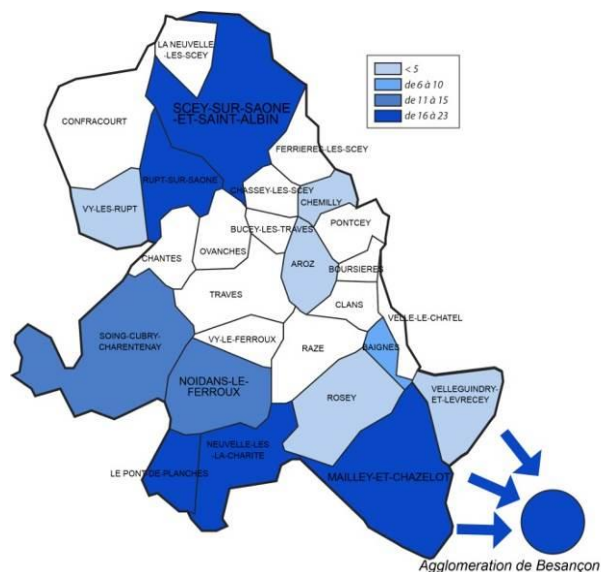 LA NEUVELLE
-LES-SCEY
< 5
de 6 à 10
de 11 à 15
de 16 à 23
SCEY-SUR-SAONE
-ET-SAINT-ALBIN
CONFRACOURT
FERRIERES-LES-SCEY
RUPT-SUR-SAONE
CHASSEY-LES-SCEY
CHEMILLY
VY-LES-RUPT
PONTCEY
BUCEY-LES-TRAVES
OVANCHES
CHANTES
AROZ
BOURSIERES
TRAVES
CLANS
VELLE-LE-CHATEL
SOING-CUBRY-
CHARENTENAY
VY-LE-FERROUX
RAZE
BAIGNES
NOIDANS-LE-
FERROUX
VELLEGUINDRY-
ET-LEVRECEY
ROSEY
NEUVELLE-LES
-LA-CHARITE
LE PONT-DE-PLANCHES
MAILLEY-ET-CHAZELOT
Agglomeration de Besançon